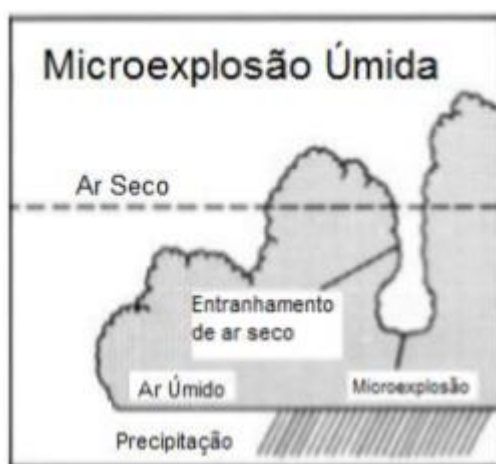 Microexplosão Úmida
Ar Seco
Entranhamento
de ar seco
Ar Úmido
Microexplosão
Precipitação